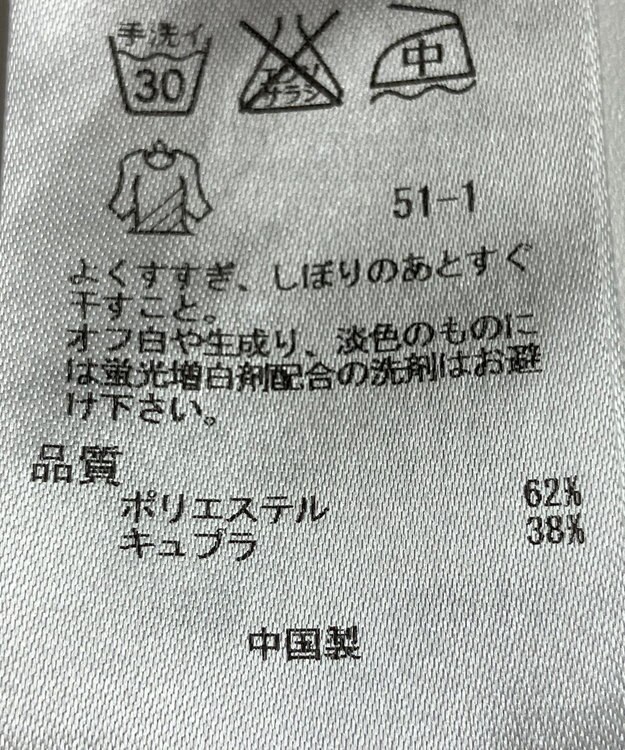 手洗イ
30
エンソ
サラシ
中
51-1
よくすすぎ、しぼりのあとすぐ
干すこと。
オフ白や生成り、淡色のものに
は蛍光増白剤配合の洗剤はお避
け下さい。
品質
ポリエステル 62%
キュプラ 38%
中国製